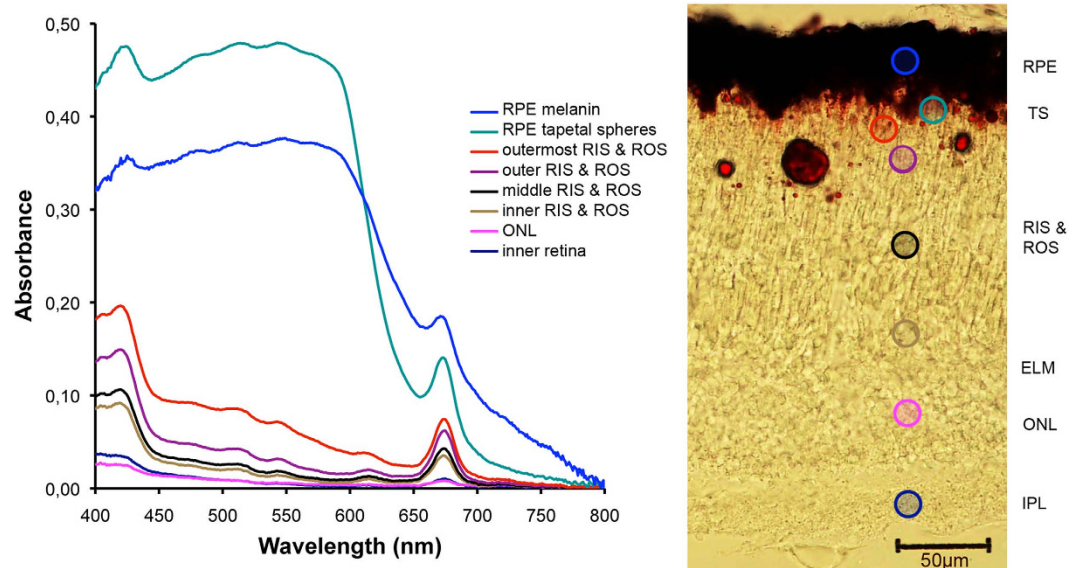 0,50
0,40
0,30
0,20
0,10
0,00
Absorbance
400 450 500 550 600 650 700 750 800
Wavelength (nm)
RPE melanin
RPE tapetal spheres
outermost RIS & ROS
outer RIS & ROS
middle RIS & ROS
inner RIS & ROS
ONL
inner retina
RPE
TS
RIS &
ROS
ELM
ONL
IPL
50µm